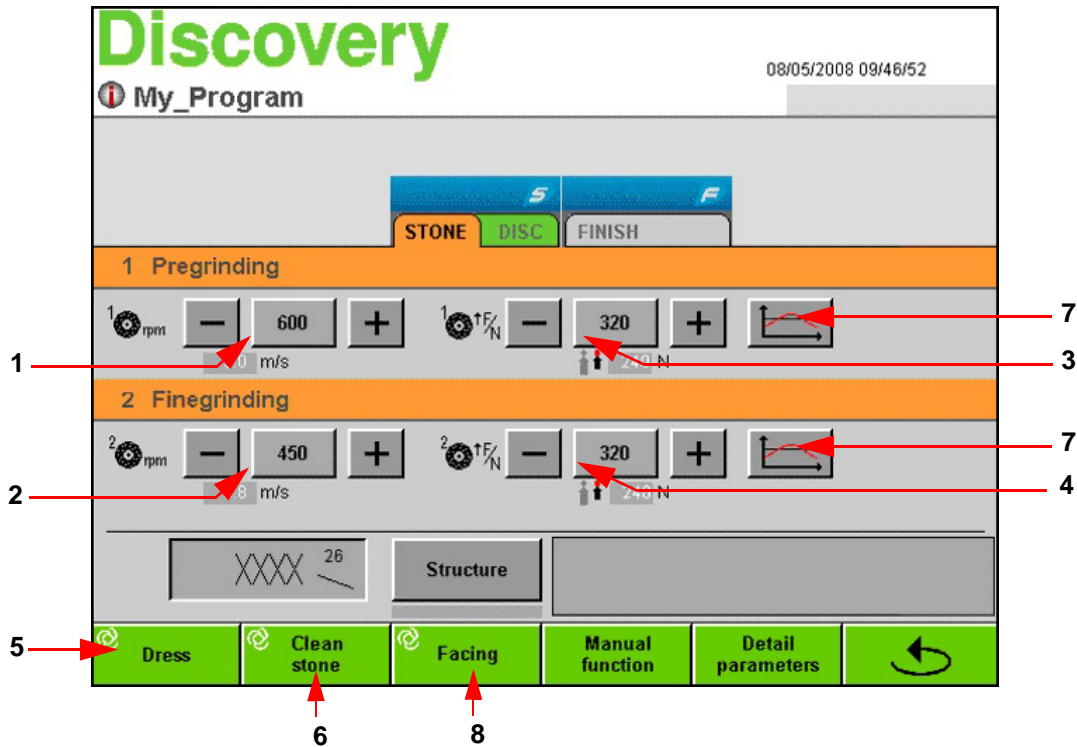 Discovery
08/05/2008 09/46/52
My_Program
S F
STONE DISC FINISH
1 Pregrinding
1 rpm − 600 + 1 F/N − 320 +
7
1
m/s
N
3
2 Finegrinding
2 rpm − 450 + 2 F/N − 320 +
7
2
m/s
N
4
XXXX 26
Structure
5
Dress
Clean
stone
Facing
Manual
function
Detail
parameters
6
8